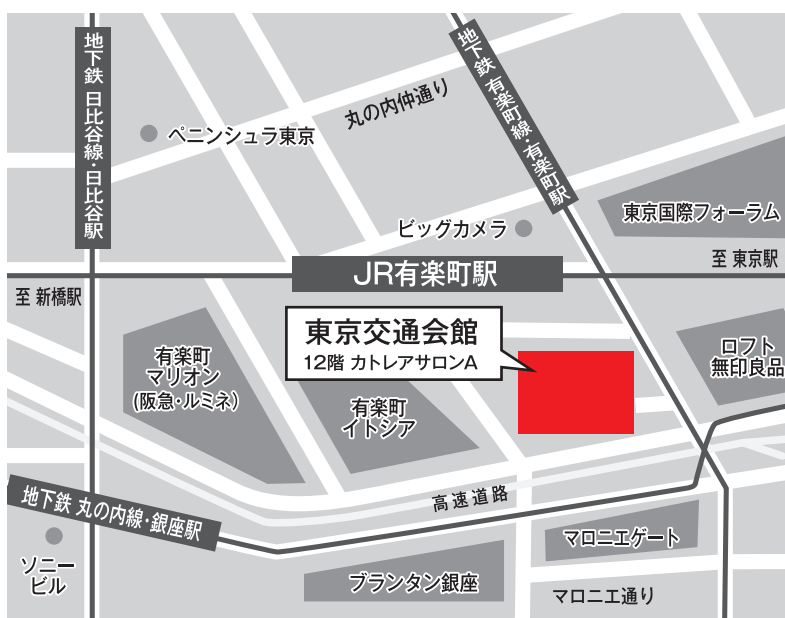 地下鉄 日比谷線・日比谷駅
地下鉄 有楽町線・有楽町駅
丸の内仲通り
ペニンシュラ東京
東京国際フォーラム
ビッグカメラ
至 東京駅
JR有楽町駅
至 新橋駅
東京交通会館
12階 カトレアサロンA
有楽町
マリオン
(阪急・ルミネ)
有楽町
イトシア
ロフト
無印良品
地下鉄 丸の内線・銀座駅
高速道路
ソニー
ビル
マロニエゲート
プランタン銀座
マロニエ通り